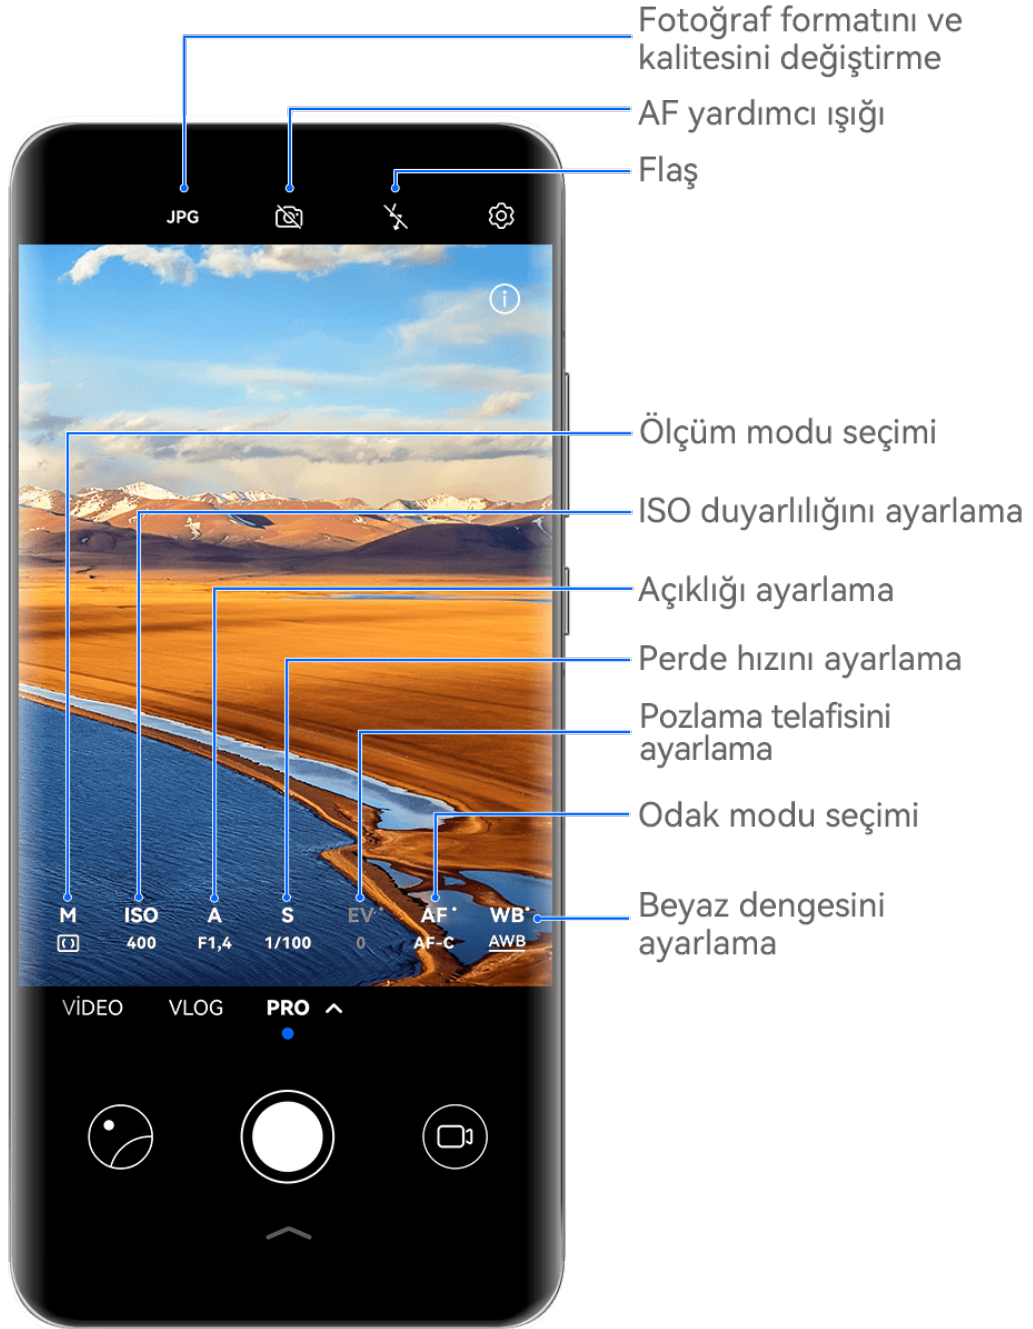 Fotoğraf formatını ve
kalitesini değiştirme
AF yardımcı ışığı
Flaş
JPG
Ölçüm modu seçimi
ISO duyarlılığını ayarlama
Açıklığı ayarlama
Perde hızını ayarlama
Pozlama telafisini
ayarlama
Odak modu seçimi
Beyaz dengesini
ayarlama
M ISO A S EV AF WB
400 F1,4 1/100 0 AF-C AWB
VİDEO VLOG PRO